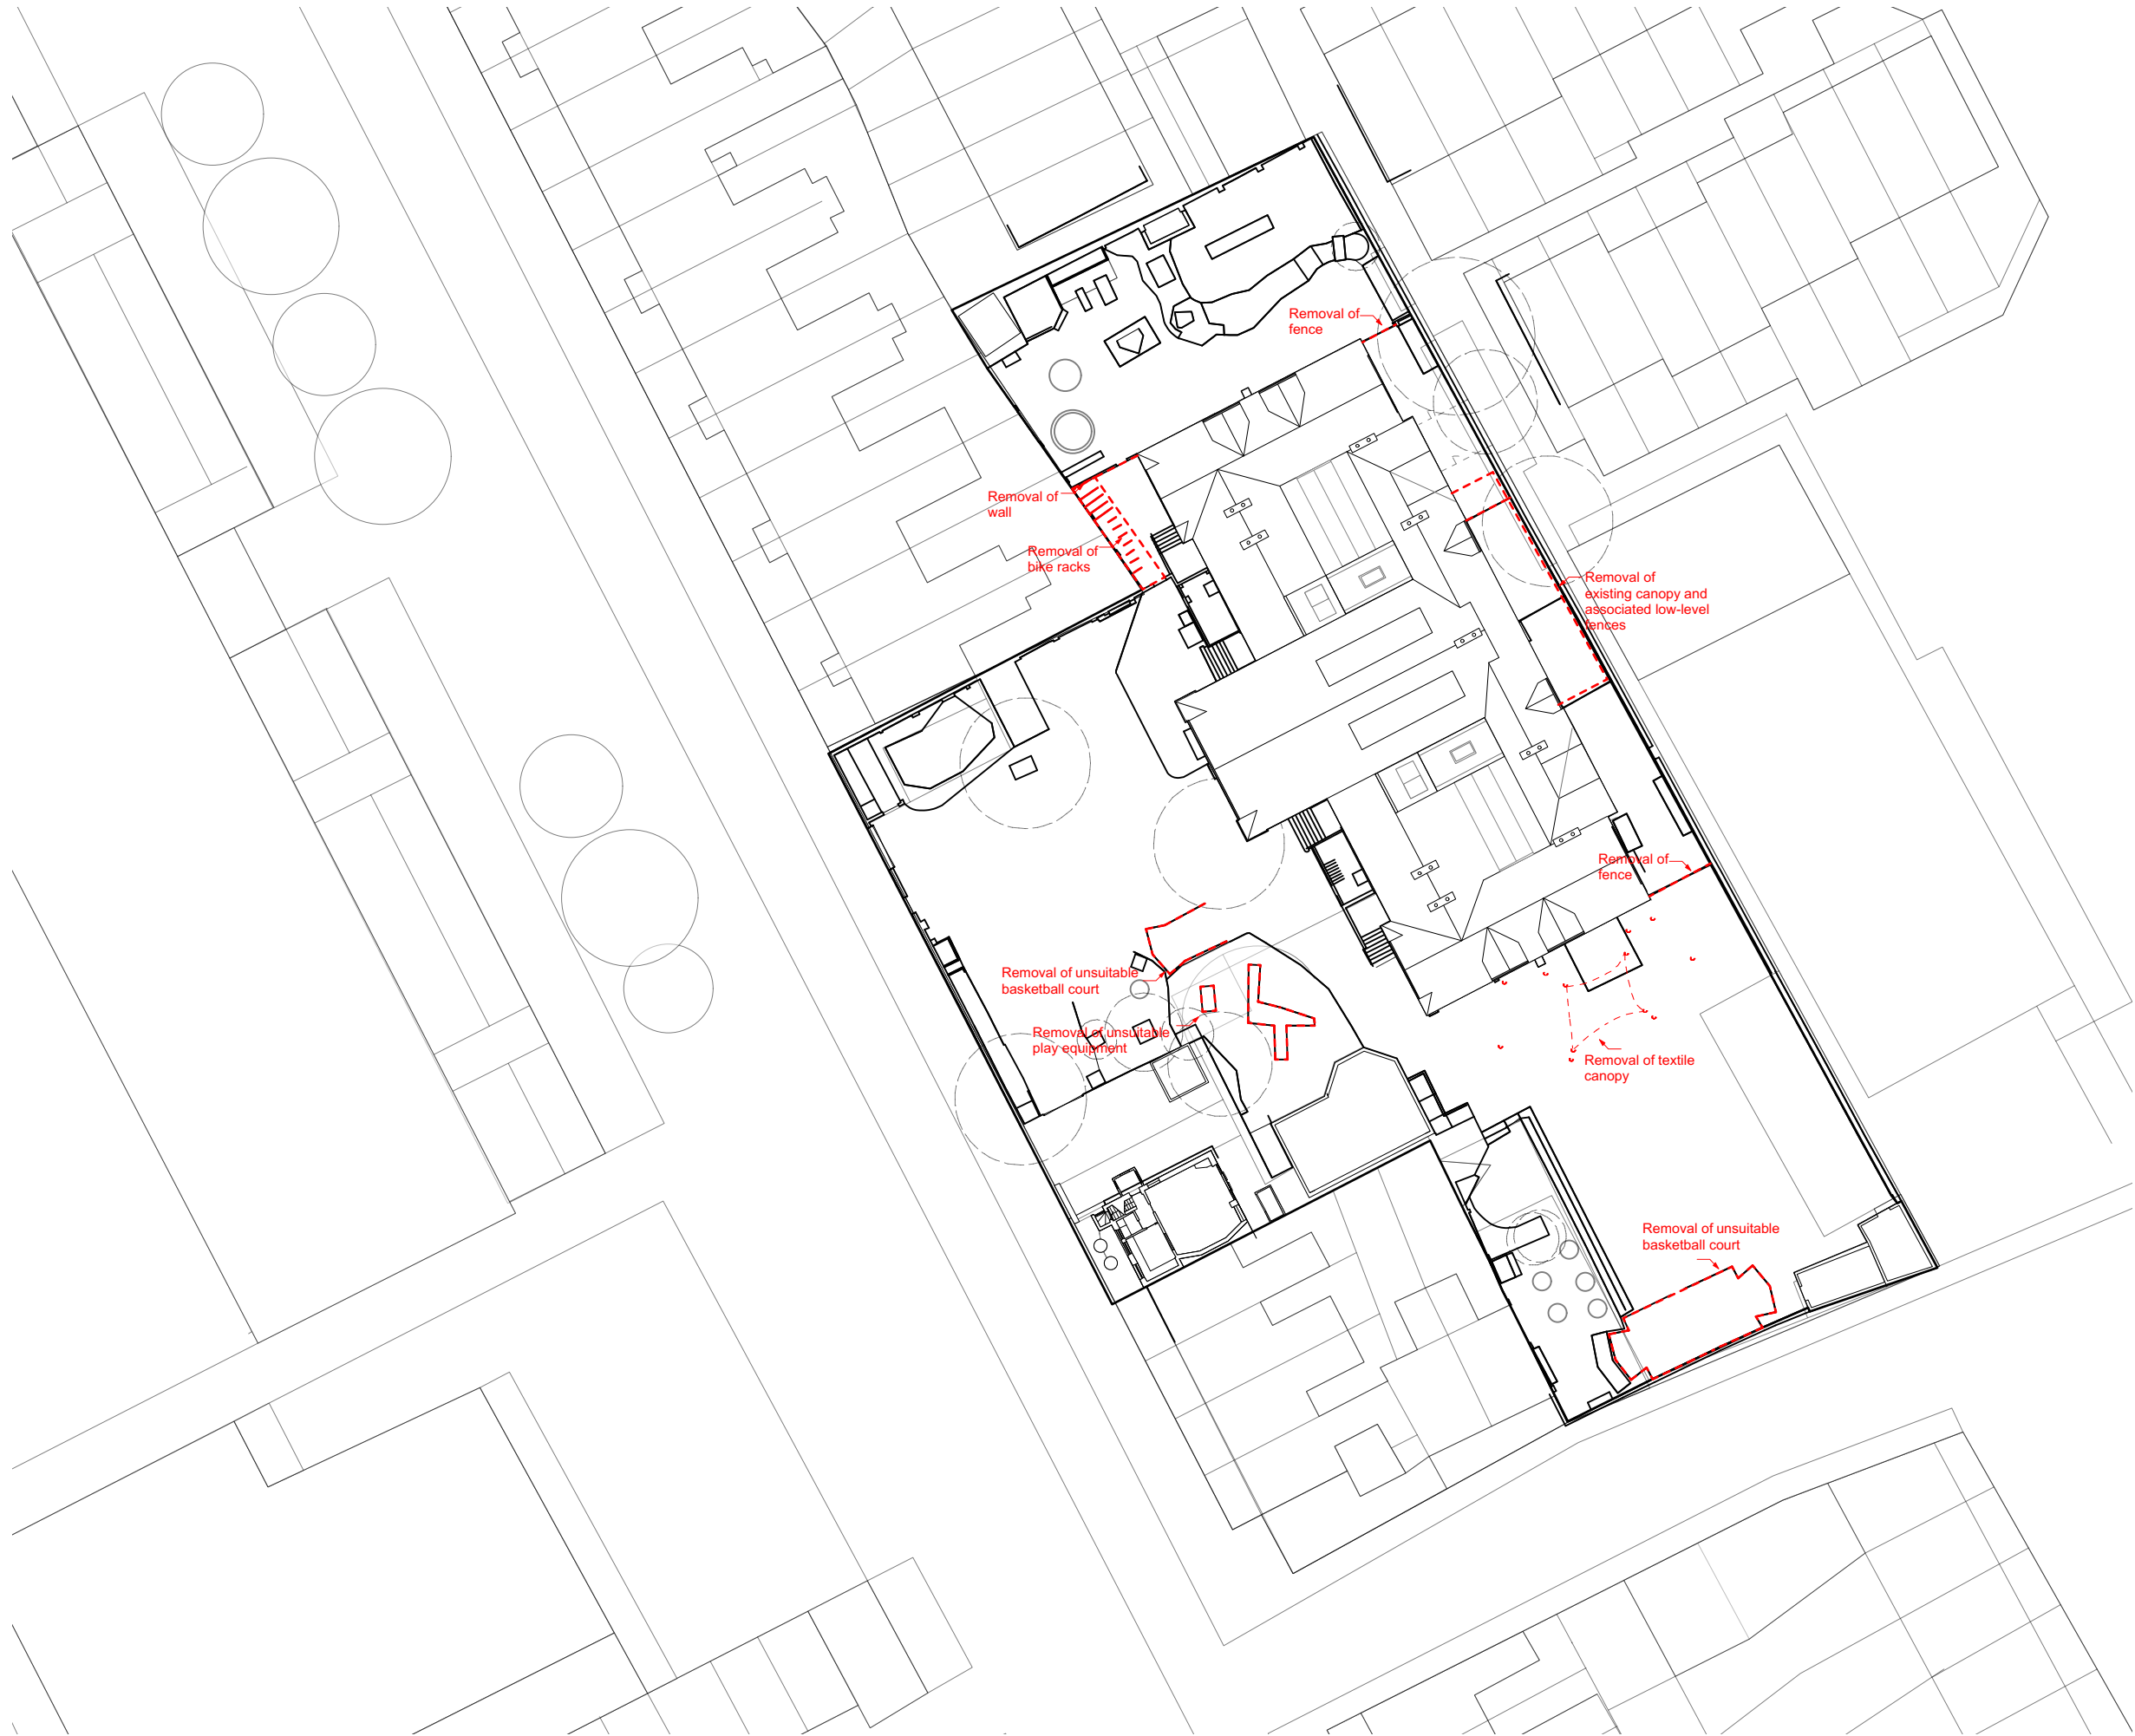 Removal of
fence
Removal of
wall
Removal of
bike racks
Removal of
existing canopy and
associated low-level
fences
Removal of
fence
Removal of unsuitable
basketball court
Removal of unsuitable
play equipment
Removal of textile
canopy
Removal of unsuitable
basketball court